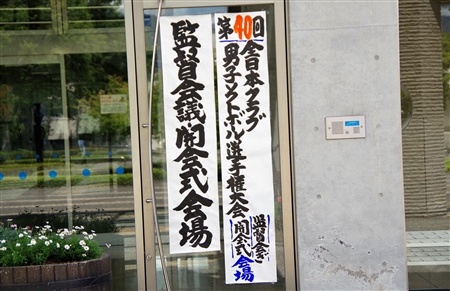 第40回
全日本クラブ
男子ソフトボール
選手権大会
監督会議
開会式
会場
監督会議開会式会場